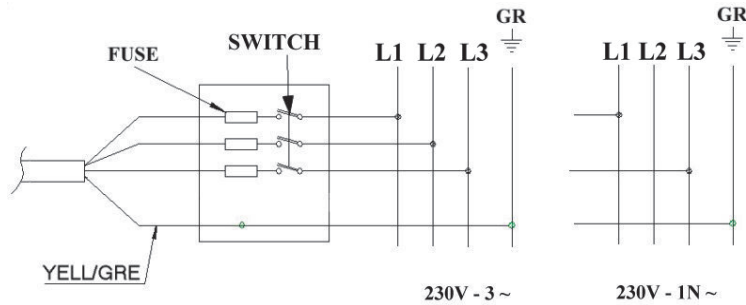 GR
SWITCH
FUSE
L1 L2 L3
YELL/GRE
230V - 3 ~
GR
L1 L2 L3
230V - 1N ~